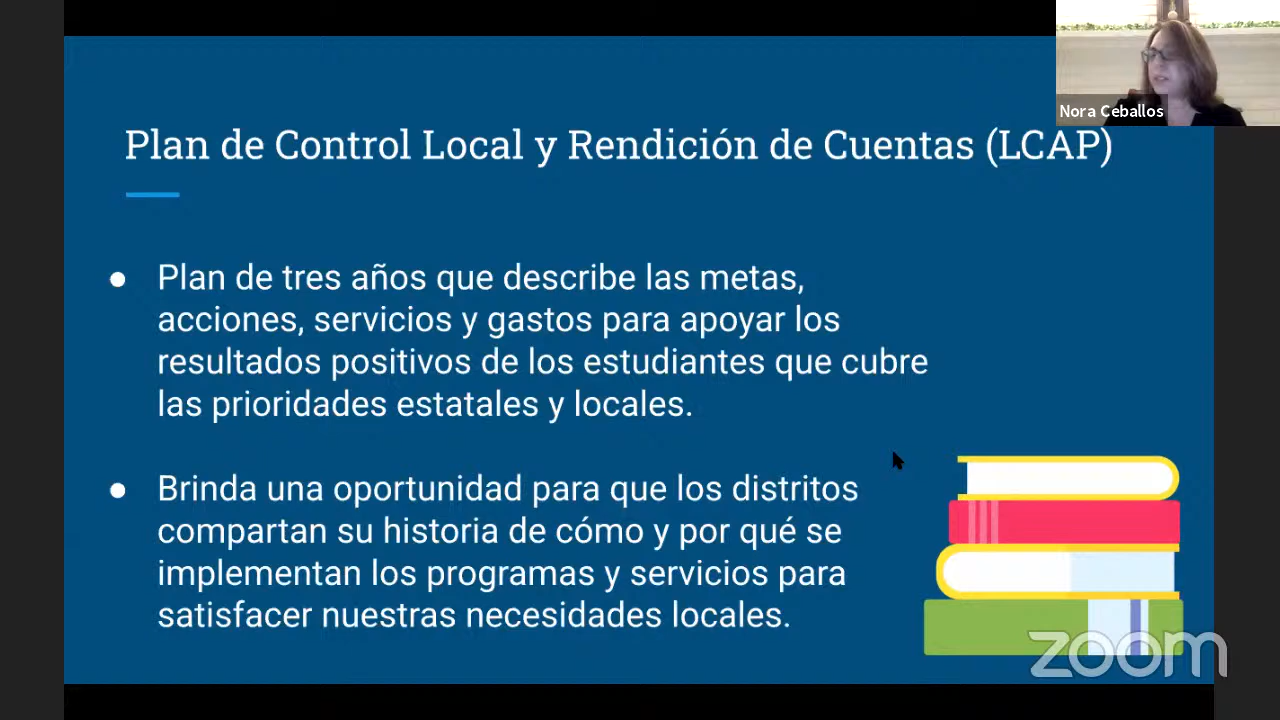 Nora Ceballos
Plan de Control Local y Rendición de Cuentas (LCAP)
● Plan de tres años que describe las metas,
acciones, servicios y gastos para apoyar los
resultados positivos de los estudiantes que cubre
las prioridades estatales y locales.
● Brinda una oportunidad para que los distritos
compartan su historia de cómo y por qué se
implementan los programas y servicios para
satisfacer nuestras necesidades locales.
zoom